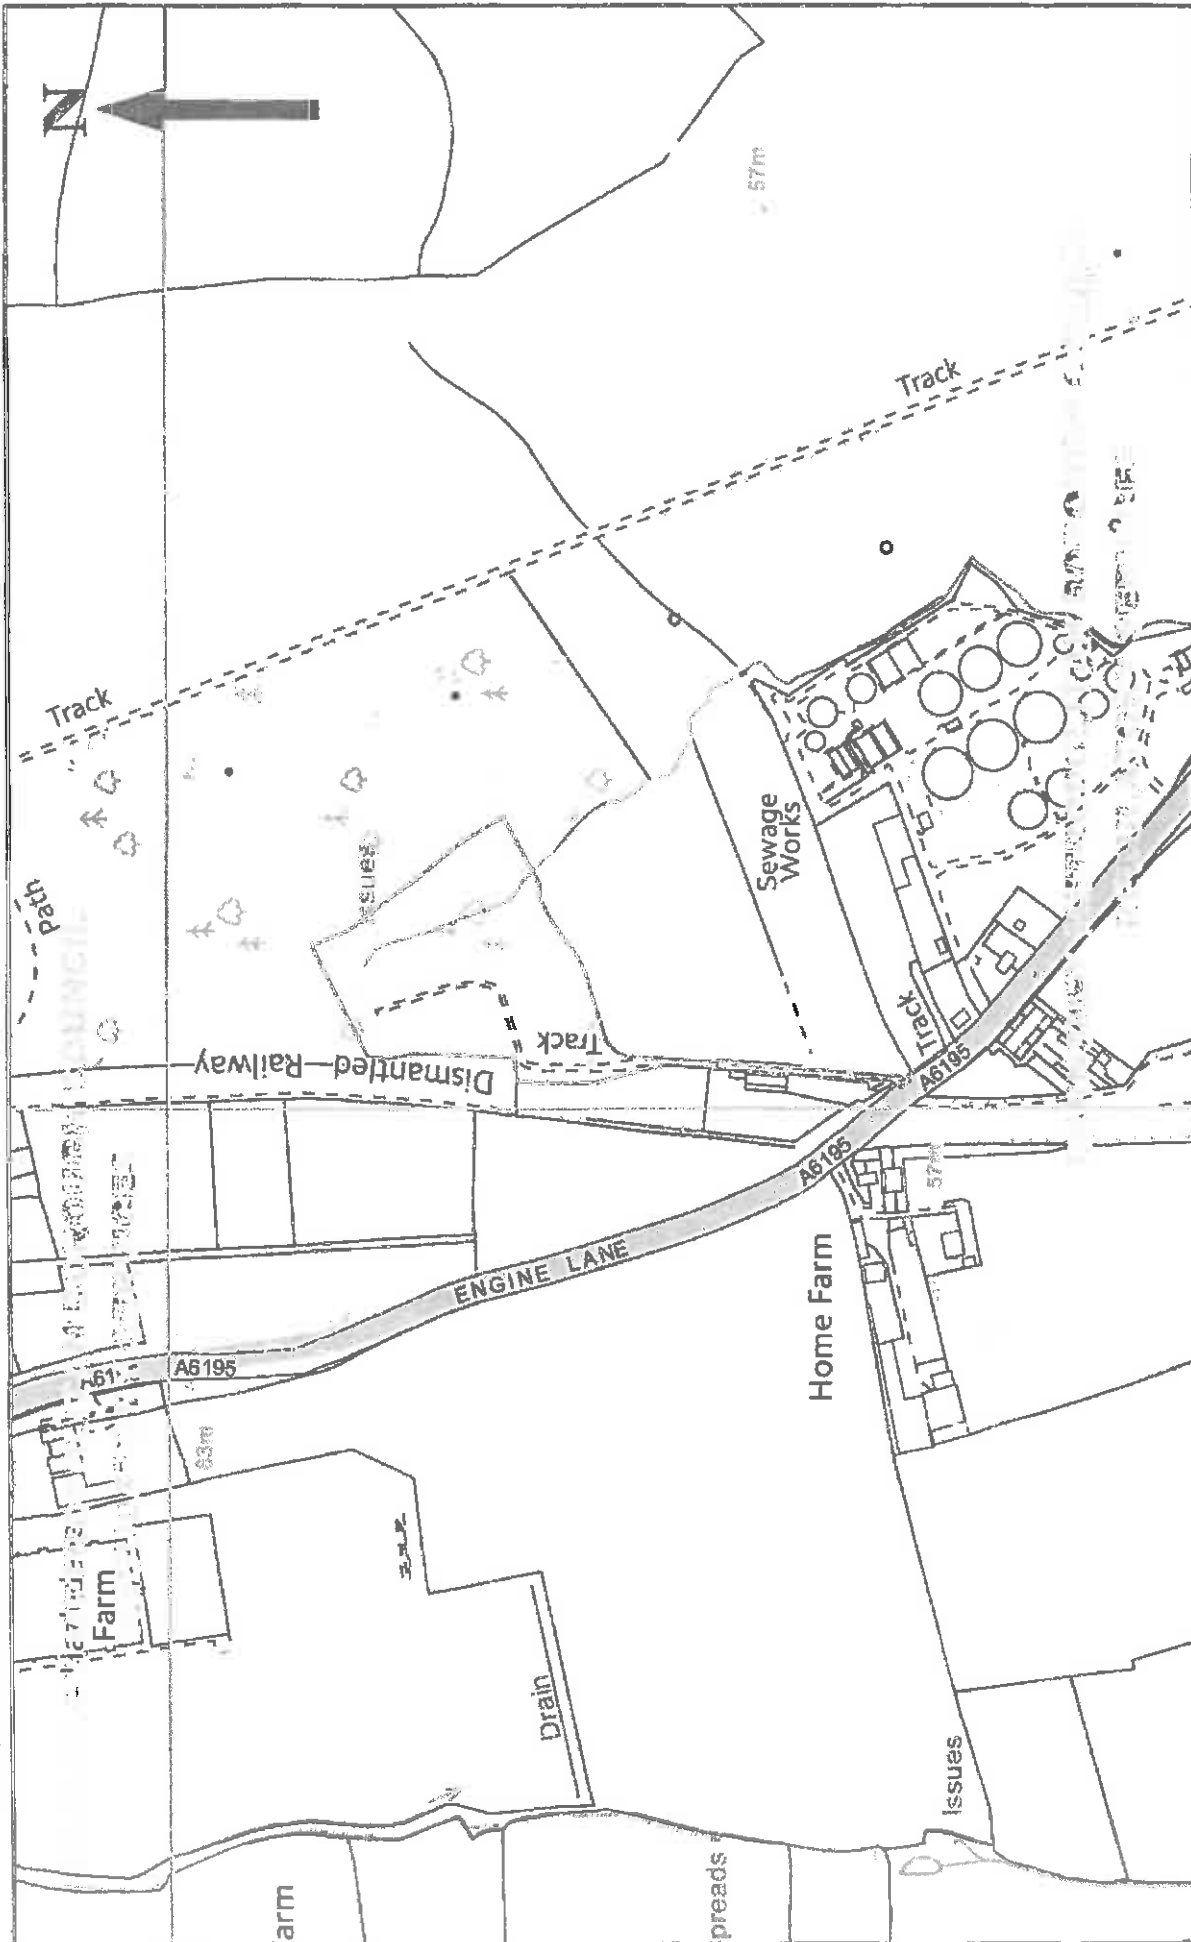 N
57m
Track
Track
Path
Issues
Sewage
Works
Track
Track
Dismantled Railway
A6195
A6195
57m
ENGINE LANE
Home Farm
A61
A6195
63m
Farm
Drain
Issues
arm
preads